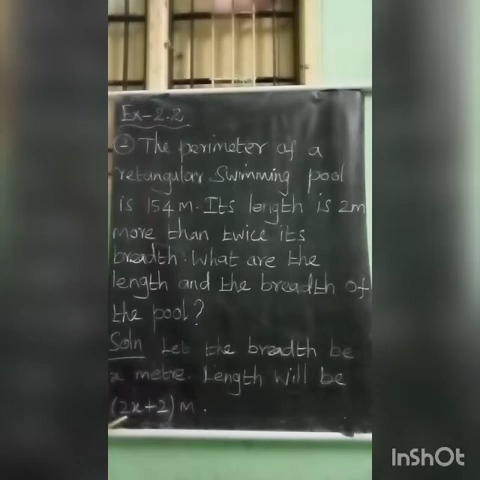 Ex-2.2
2 The perimeter of a
retangular swimming pool
is 154 M. Its length is 2m
more than twice its
breadth. What are the
length and the breadth of
the pool?
Soln Let the breadth be
x metre. Length will be
(2x+2) M.
InShOt